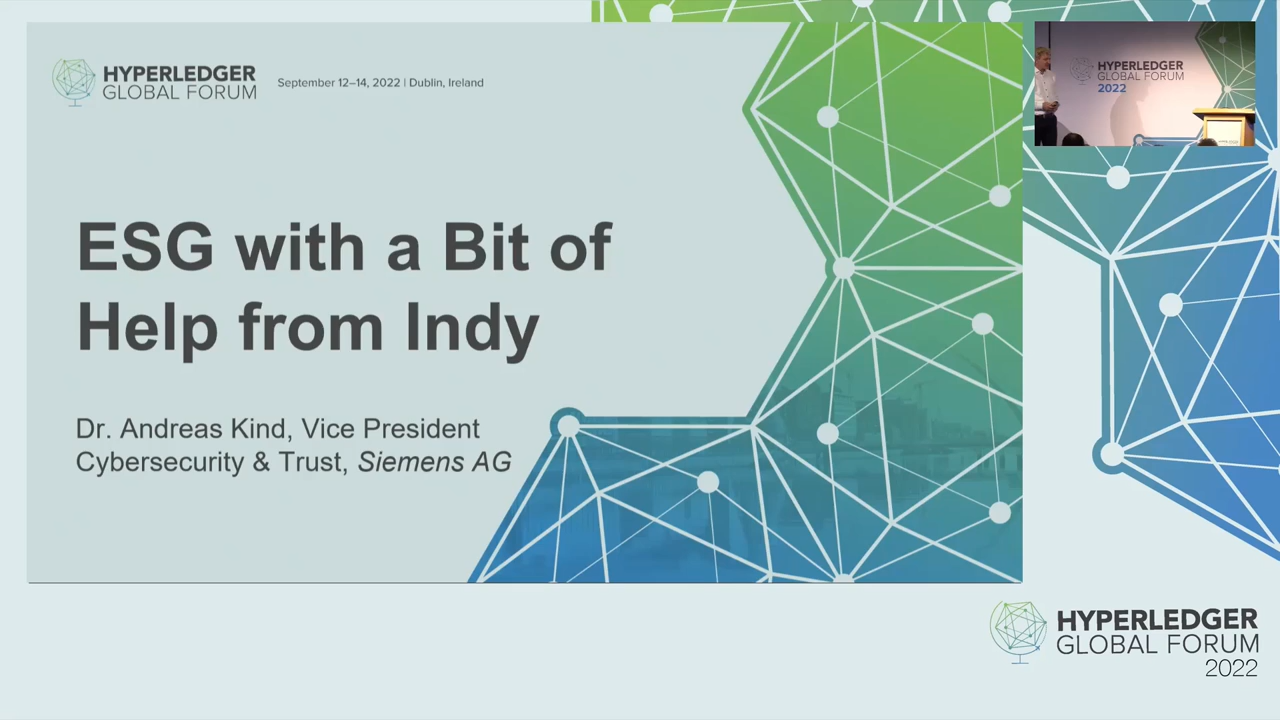 HYPERLEDGER
GLOBAL FORUM
September 12–14, 2022 | Dublin, Ireland
HYPERLEDGER
GLOBAL FORUM
2022
ESG with a Bit of
Help from Indy
Dr. Andreas Kind, Vice President
Cybersecurity & Trust, Siemens AG
HYPERLEDGER
GLOBAL FORUM
2022